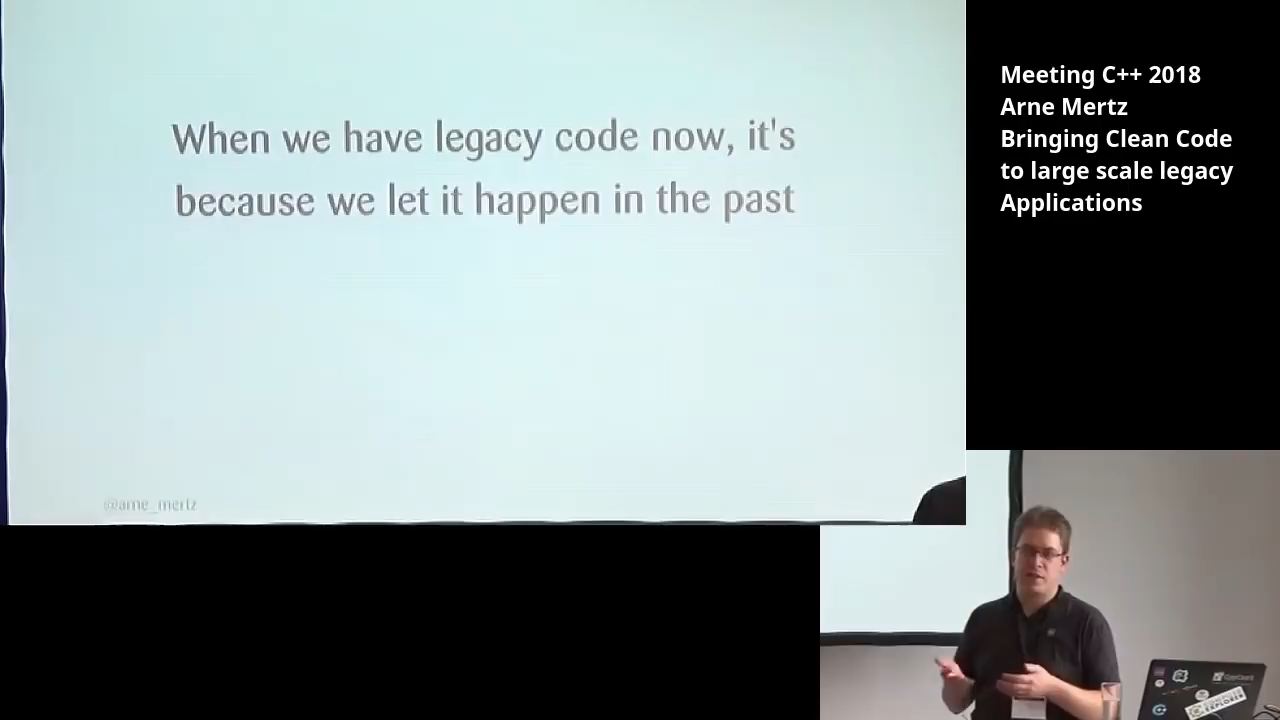 When we have legacy code now, it's
because we let it happen in the past
@arne_mertz
Meeting C++ 2018
Arne Mertz
Bringing Clean Code
to large scale legacy
Applications
EXPLORER